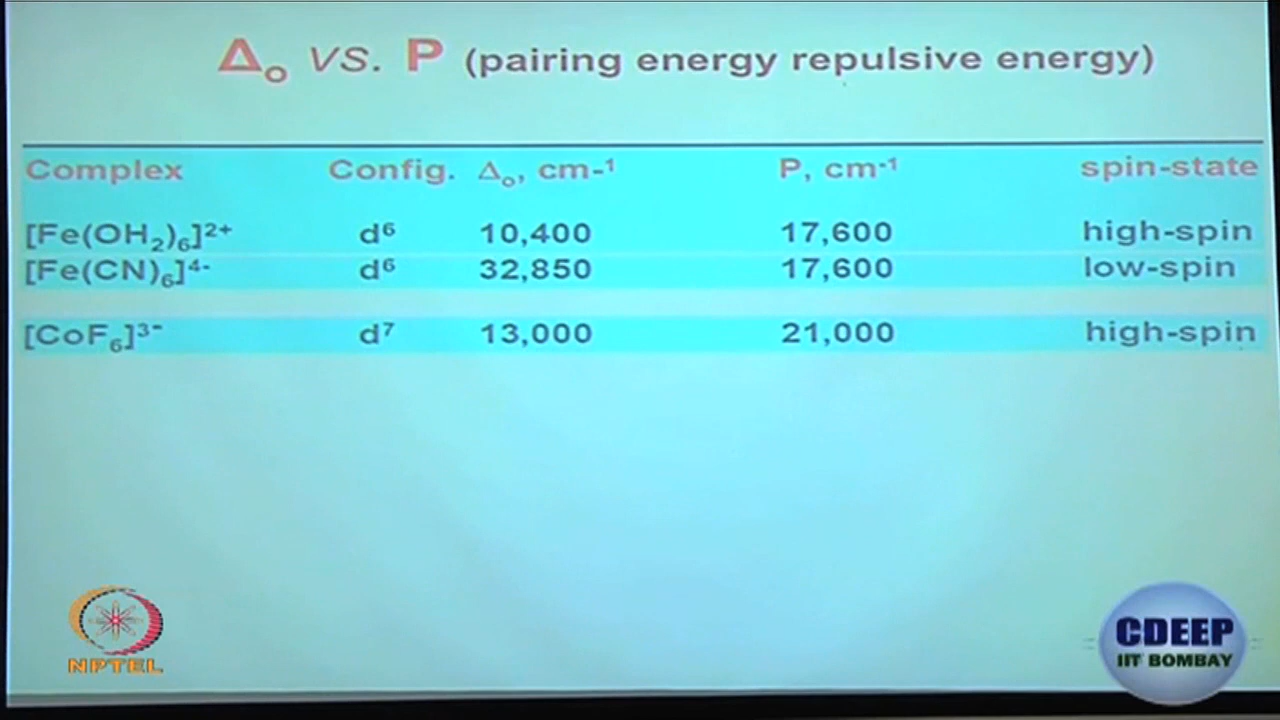 Δₒ VS. P (pairing energy repulsive energy)
Complex Config. Δₒ, cm-¹ P, cm-¹ spin-state
[Fe(OH₂)₆]²⁺ d⁶ 10,400 17,600 high-spin
[Fe(CN)₆]⁴⁻ d⁶ 32,850 17,600 low-spin
[CoF₆]³⁻ d⁷ 13,000 21,000 high-spin
NPTEL
CDEEP
IIT BOMBAY